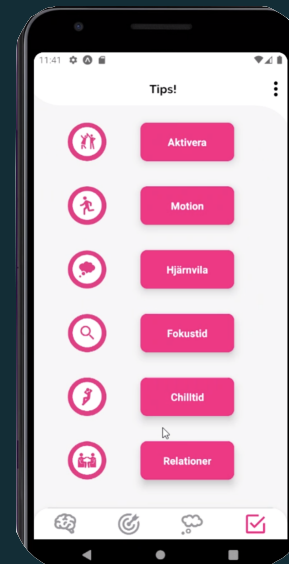 11:41
Tips!
Aktivera
Motion
Hjärnvila
Fokustid
Chilltid
Relationer